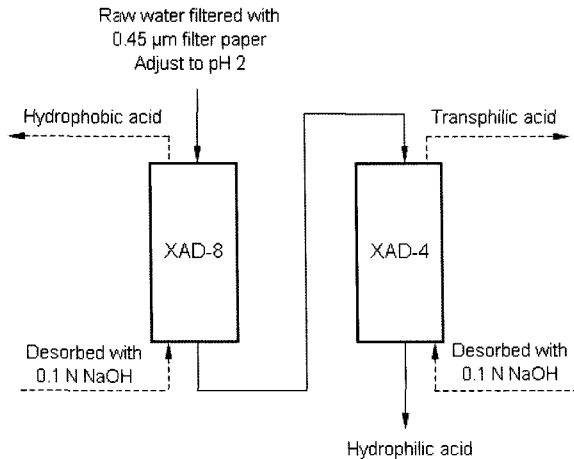 Raw water filtered with
0.45 µm filter paper
Adjust to pH 2
Hydrophobic acid
Transphilic acid
XAD-8
XAD-4
Desorbed with
0.1 N NaOH
Desorbed with
0.1 N NaOH
Hydrophilic acid